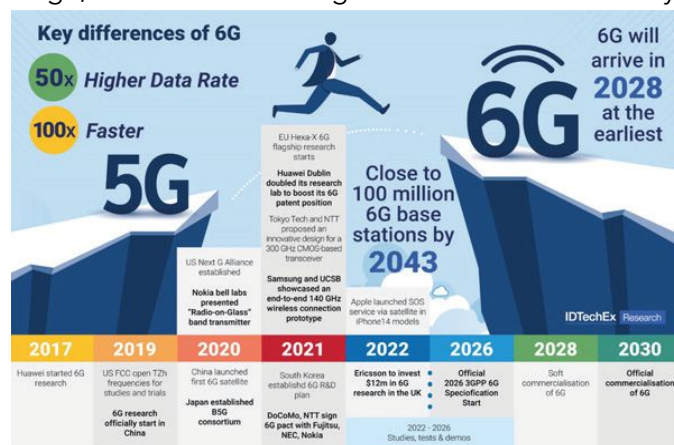 Key differences of 6G
50x Higher Data Rate
100x Faster
5G
6G
6G will
arrive in
2028
at the
earliest
EU Hexa-X 6G
flagship research
starts
Huawei Dublin
doubled its research
lab to boost its 6G
patent position
Tokyo Tech and NTT
proposed an
innovative design for a
300 GHz CMOS-based
transceiver
Samsung and UCSB
showcased an
end-to-end 140 GHz
wireless connection
prototype
Close to
100 million
6G base
stations by
2043
US Next G Alliance
established
Nokia bell labs
presented
"Radio-on-Glass"
band transmitter
Apple launched SOS
service via satellite in
iPhone14 models
IDTechEx Research
2017
2019
2020
2021
2022
2026
2028
2030
Huawei started 6G
research
US FCC open TZh
frequencies for
studies and trials
6G research
officially start in
China
China launched
first 6G satellite
Japan established
B5G
consortium
South Korea
establishd 6G R&D
plan
DoCoMo, NTT sign
6G pact with Fujitsu,
NEC, Nokia
Ericsson to invest
$12m in 6G
research in the UK
Official
2026 3GPP 6G
Speciofication
Start
2022 - 2026
Studies, tests & demos
Soft
commercialisation
of 6G
Official
commercialisation
of 6G